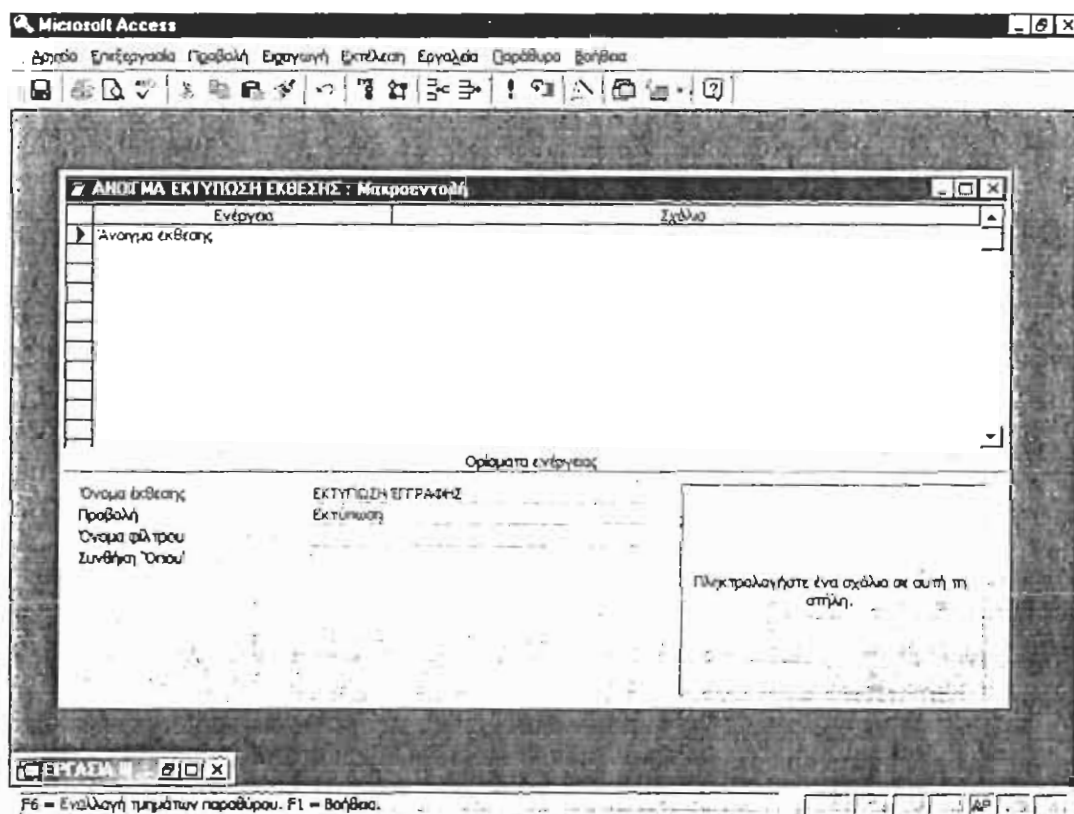 Microsoft Access
Αρχείο Επεξεργασία Προβολή Εισαγωγή Εκτέλεση Εργαλεία Παράθυρο Βοήθεια
ΑΝΟΙΓΜΑ ΕΚΤΥΠΩΣΗ ΕΚΘΕΣΗΣ : Μακροεντολή
Ενέργεια Σχόλιο
Άνοιγμα έκθεσης
Ορίσματα ενέργειας
Όνομα έκθεσης ΕΚΤΥΠΩΣΗ ΕΓΓΡΑΦΗΣ
Προβολή Εκτύπωση
Όνομα φίλτρου
Συνθήκη 'Όπου'
Πληκτρολογήστε ένα σχόλιο σε αυτή τη
στήλη.
ΕΡΓΑΣΙΑ
F6 = Εναλλαγή τμημάτων παραθύρου. F1 = Βοήθεια.